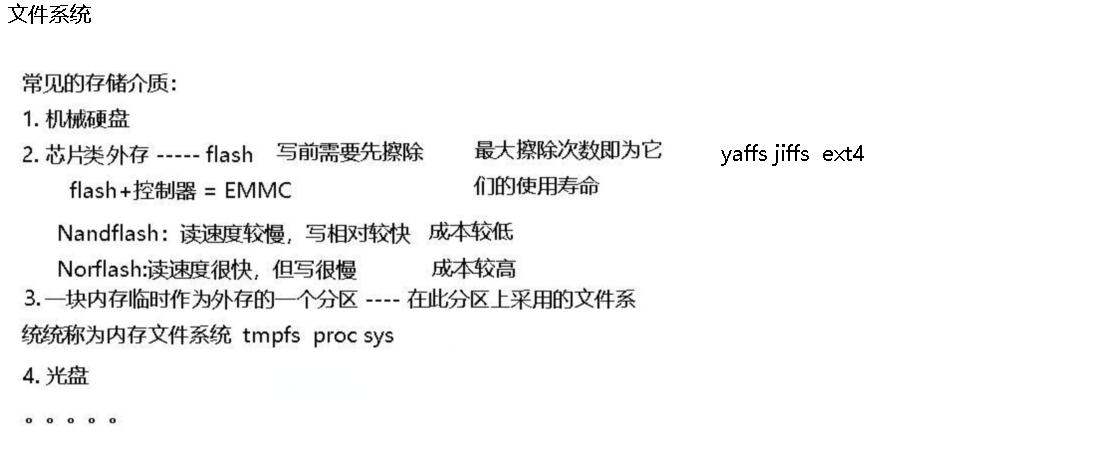 文件系统
常见的存储介质：
1. 机械硬盘
2. 芯片类外存 ----- flash 写前需要先擦除 最大擦除次数即为它 yaffs jiffs ext4
flash+控制器 = EMMC 们的使用寿命
Nandflash：读速度较慢，写相对较快 成本较低
Norflash:读速度很快，但写很慢 成本较高
3. 一块内存临时作为外存的一个分区 ---- 在此分区上采用的文件系
统统称为内存文件系统 tmpfs proc sys
4. 光盘
。。。。。